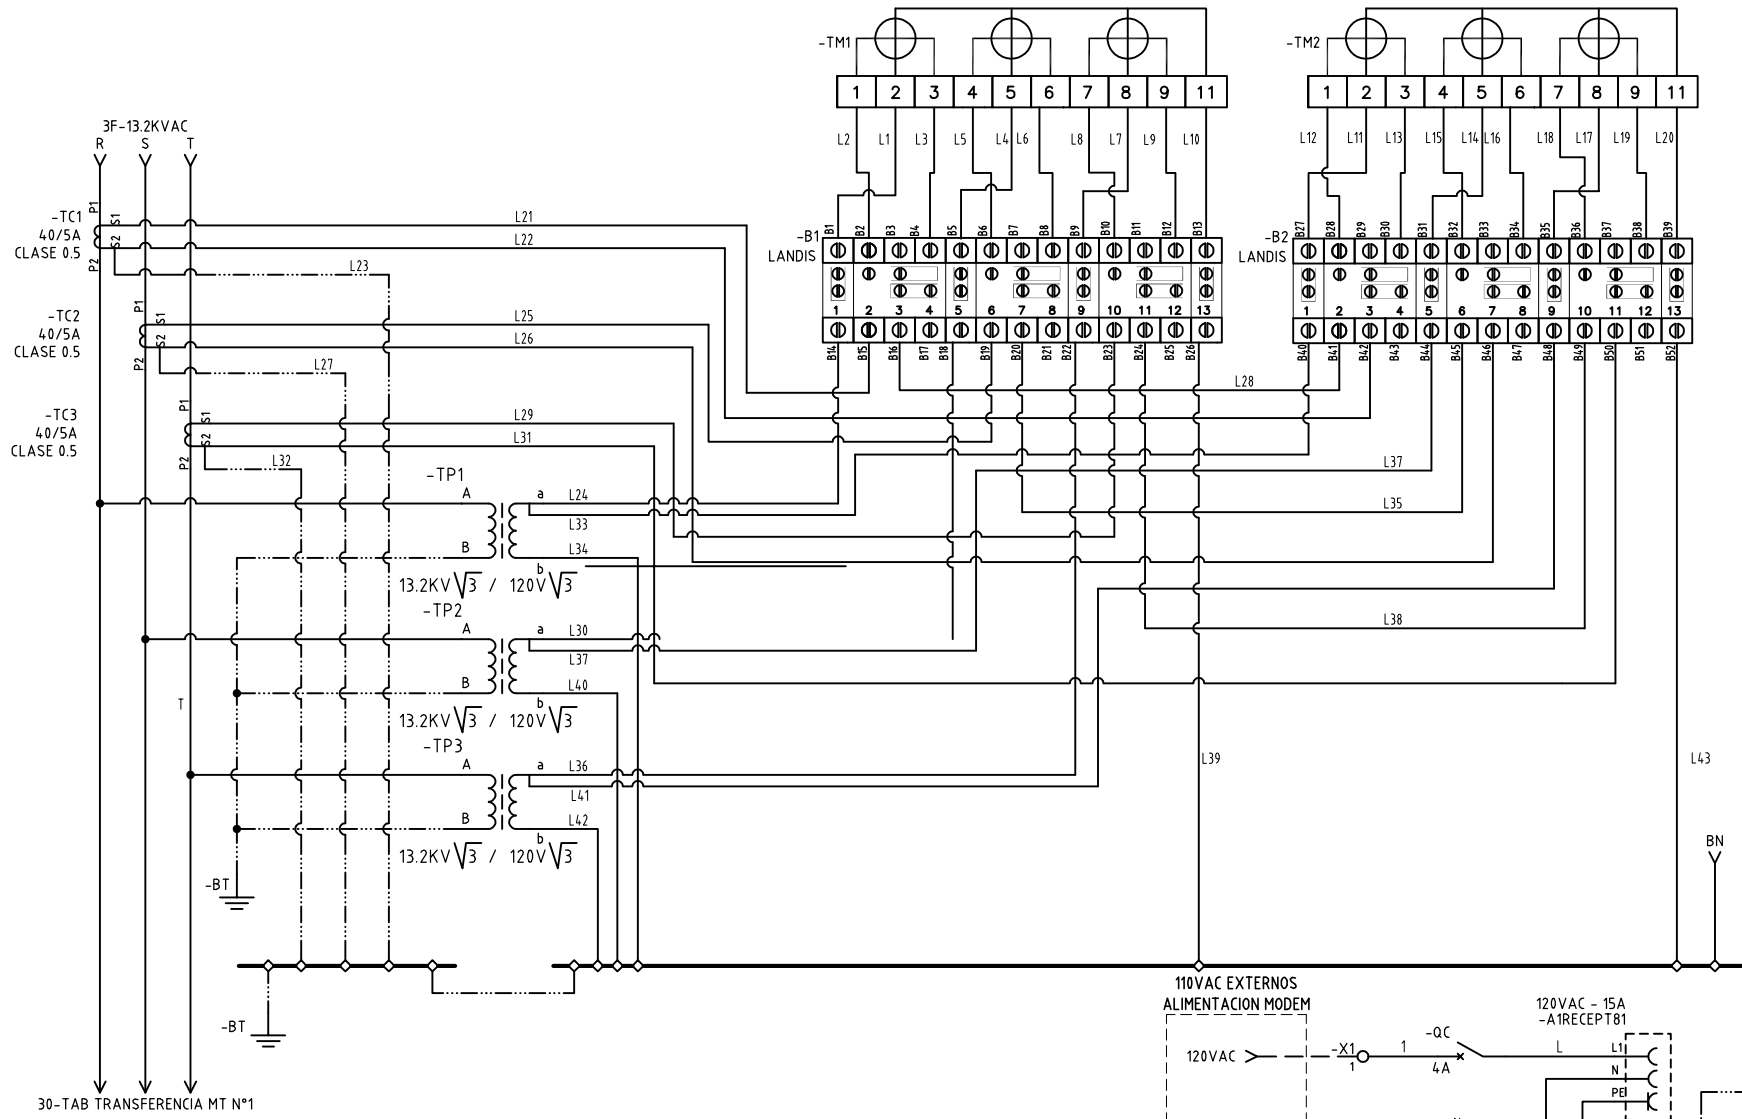 -TM1
1 2 3 4 5 6 7 8 9 11
L2 L1 L3 L5 L4 L6 L8 L7 L9 L10
-TM2
1 2 3 4 5 6 7 8 9 11
L12 L11 L13 L15 L14 L16 L18 L17 L19 L20
3F-13.2KVAC
R S T
-TC1
40/5A
CLASE 0.5
P1
S1
S2
P2
L21
L22
L23
-TC2
40/5A
CLASE 0.5
P1
S1
S2
P2
L25
L26
L27
-TC3
40/5A
CLASE 0.5
P1
S1
S2
P2
L29
L31
L32
-B1
LANDIS
B1 B2 B3 B4 B5 B6 B7 B8 B9 B10 B11 B12 B13
1 2 3 4 5 6 7 8 9 10 11 12 13
B14 B15 B16 B17 B18 B19 B20 B21 B22 B23 B24 B25 B26
-B2
LANDIS
B27 B28 B29 B30 B31 B32 B33 B34 B35 B36 B37 B38 B39
1 2 3 4 5 6 7 8 9 10 11 12 13
B40 B41 B42 B43 B44 B45 B46 B47 B48 B49 B50 B51 B52
L28
L37
L35
L38
L39
L43
-TP1
A
a
L24
L33
B
L34
b
13.2KV√3 / 120V√3
-TP2
A
a
L30
L37
B
L40
b
13.2KV√3 / 120V√3
T
-TP3
A
a
L36
L41
B
L42
b
13.2KV√3 / 120V√3
-BT
-BT
BN
30-TAB TRANSFERENCIA MT N°1
110VAC EXTERNOS
ALIMENTACION MODEM
120VAC
-X1
1
1
-QC
4A
L
120VAC - 15A
-A1RECEPT81
L1
N
PE